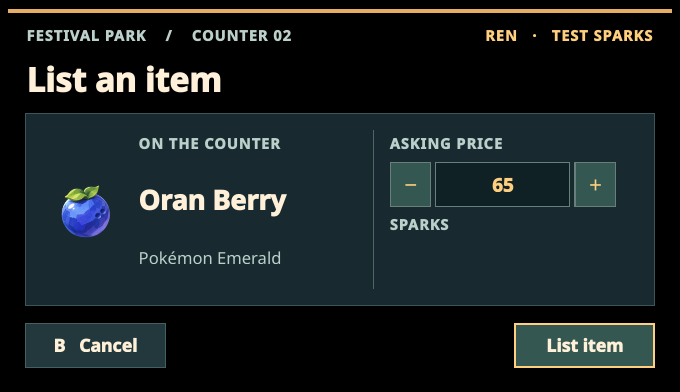 FESTIVAL PARK / COUNTER 02
REN · TEST SPARKS
List an item
ON THE COUNTER
Oran Berry
Pokémon Emerald
ASKING PRICE
− 65 +
SPARKS
B Cancel
List item